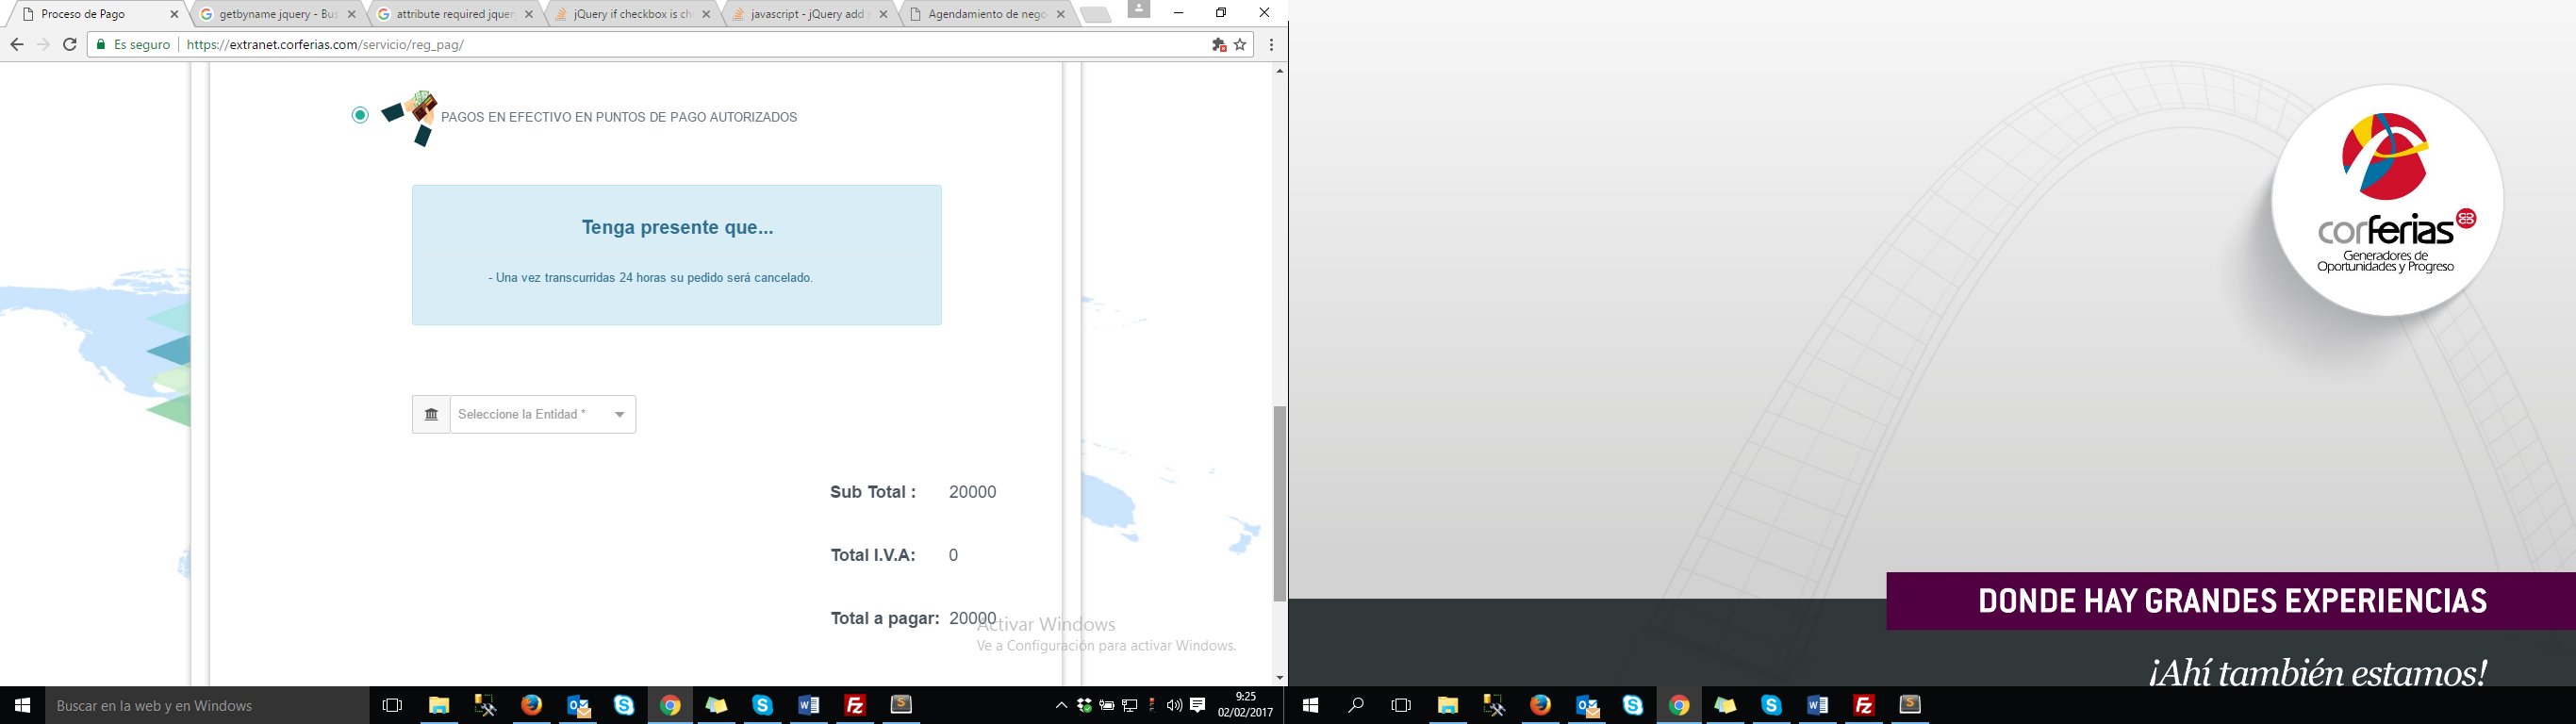 Proceso de Pago
getbyname jquery - Bus
attribute required jquer
jQuery if checkbox is ch
javascript - jQuery add
Agendamiento de nego
Es seguro
https://extranet.corferias.com/servicio/reg_pag/
PAGOS EN EFECTIVO EN PUNTOS DE PAGO AUTORIZADOS
Tenga presente que...
- Una vez transcurridas 24 horas su pedido será cancelado.
Seleccione la Entidad *
Sub Total : 20000
Total I.V.A: 0
Total a pagar: 20000
Activar Windows
Ve a Configuración para activar Windows.
Buscar en la web y en Windows
9:25
02/02/2017
corferias
Generadores de
Oportunidades y Progreso
DONDE HAY GRANDES EXPERIENCIAS
¡Ahí también estamos!